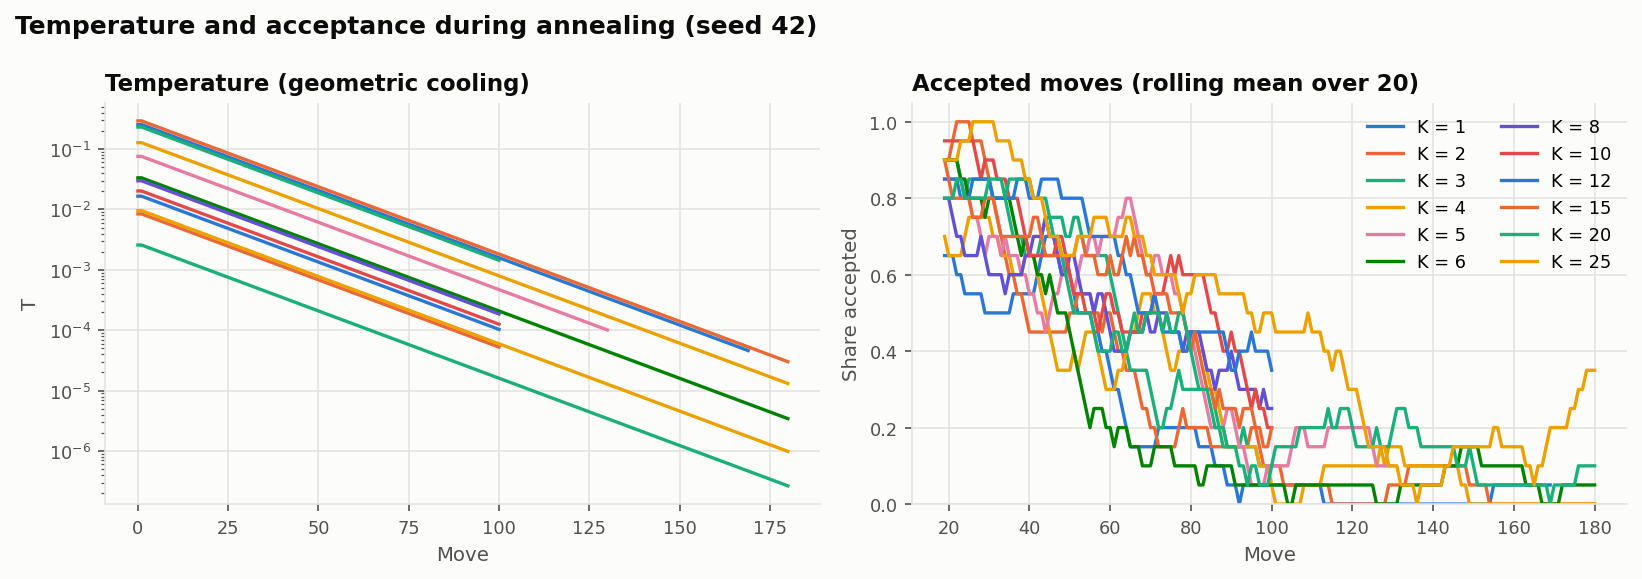 Temperature and acceptance during annealing (seed 42)
Temperature (geometric cooling)
10⁻¹
10⁻²
10⁻³
10⁻⁴
10⁻⁵
10⁻⁶
T
0 25 50 75 100 125 150 175
Move
Accepted moves (rolling mean over 20)
1.0
0.8
0.6
0.4
0.2
0.0
Share accepted
20 40 60 80 100 120 140 160 180
Move
K = 1
K = 2
K = 3
K = 4
K = 5
K = 6
K = 8
K = 10
K = 12
K = 15
K = 20
K = 25